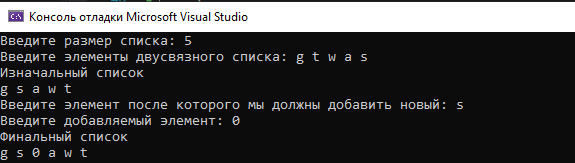 Консоль отладки Microsoft Visual Studio
Введите размер списка: 5
Введите элементы двусвязного списка: g t w a s
Изначальный список
g s a w t
Введите элемент после которого мы должны добавить новый: s
Введите добавляемый элемент: 0
Финальный список
g s 0 a w t